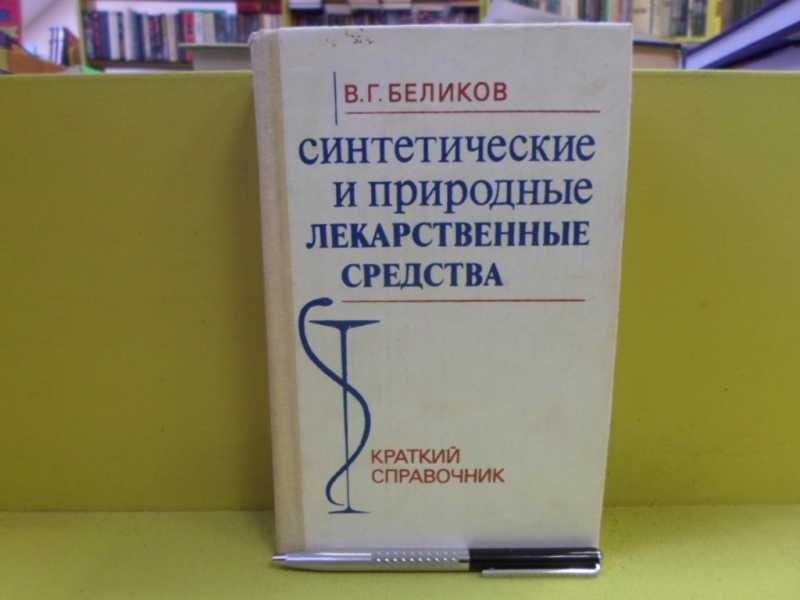 В.Г. БЕЛИКОВ
синтетические
и природные
ЛЕКАРСТВЕННЫЕ
СРЕДСТВА
КРАТКИЙ
СПРАВОЧНИК